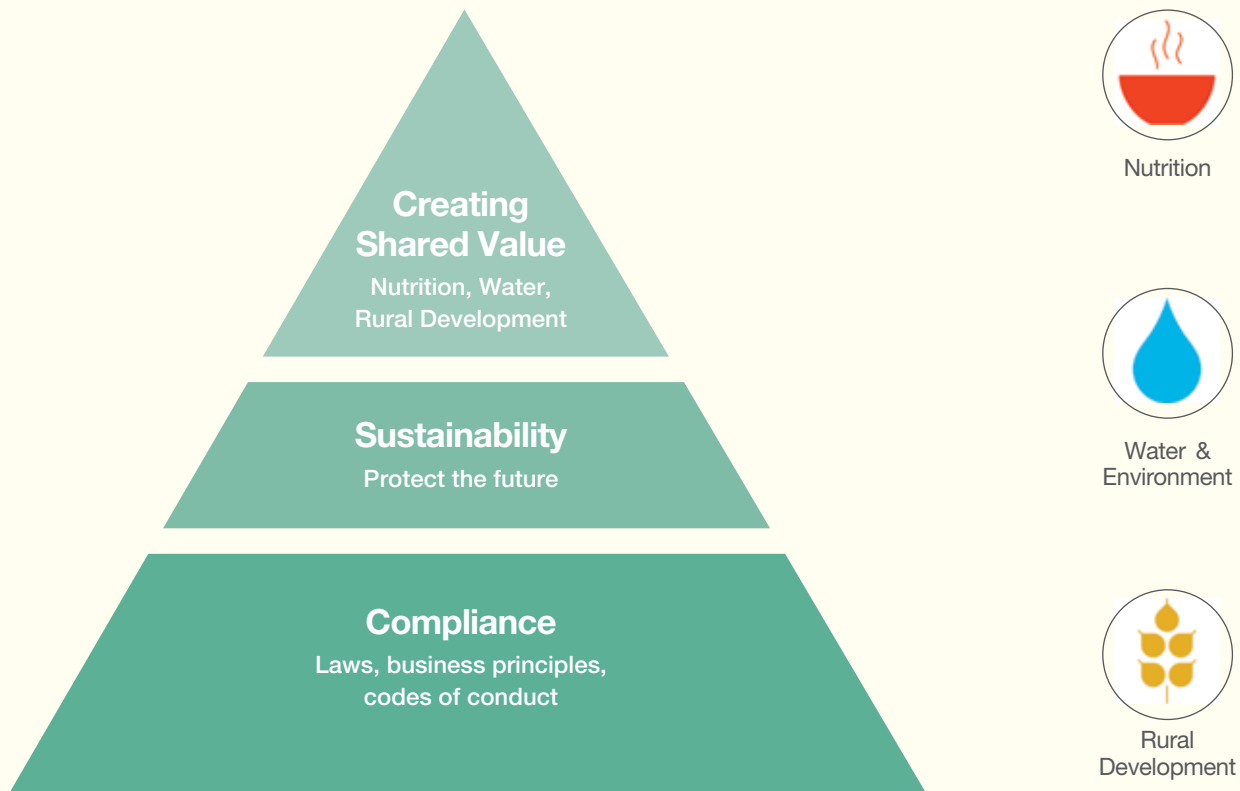 Creating
Shared Value
Nutrition, Water,
Rural Development
Sustainability
Protect the future
Compliance
Laws, business principles,
codes of conduct
Nutrition
Water &
Environment
Rural
Development